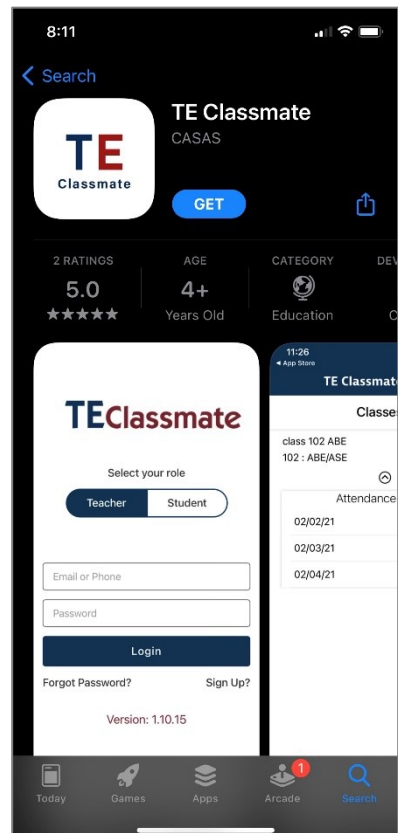 8:11
Search
TE
Classmate
TE Classmate
CASAS
GET
2 RATINGS
5.0
AGE
4+
Years Old
CATEGORY
Education
DEV
C
TEClassmate
Select your role
Teacher
Student
Email or Phone
Password
Login
Forgot Password?
Sign Up?
Version: 1.10.15
11:26
App Store
TE Classmat
Classe
class 102 ABE
102 : ABE/ASE
Attendance
02/02/21
02/03/21
02/04/21
Today
Games
Apps
1
Arcade
Search